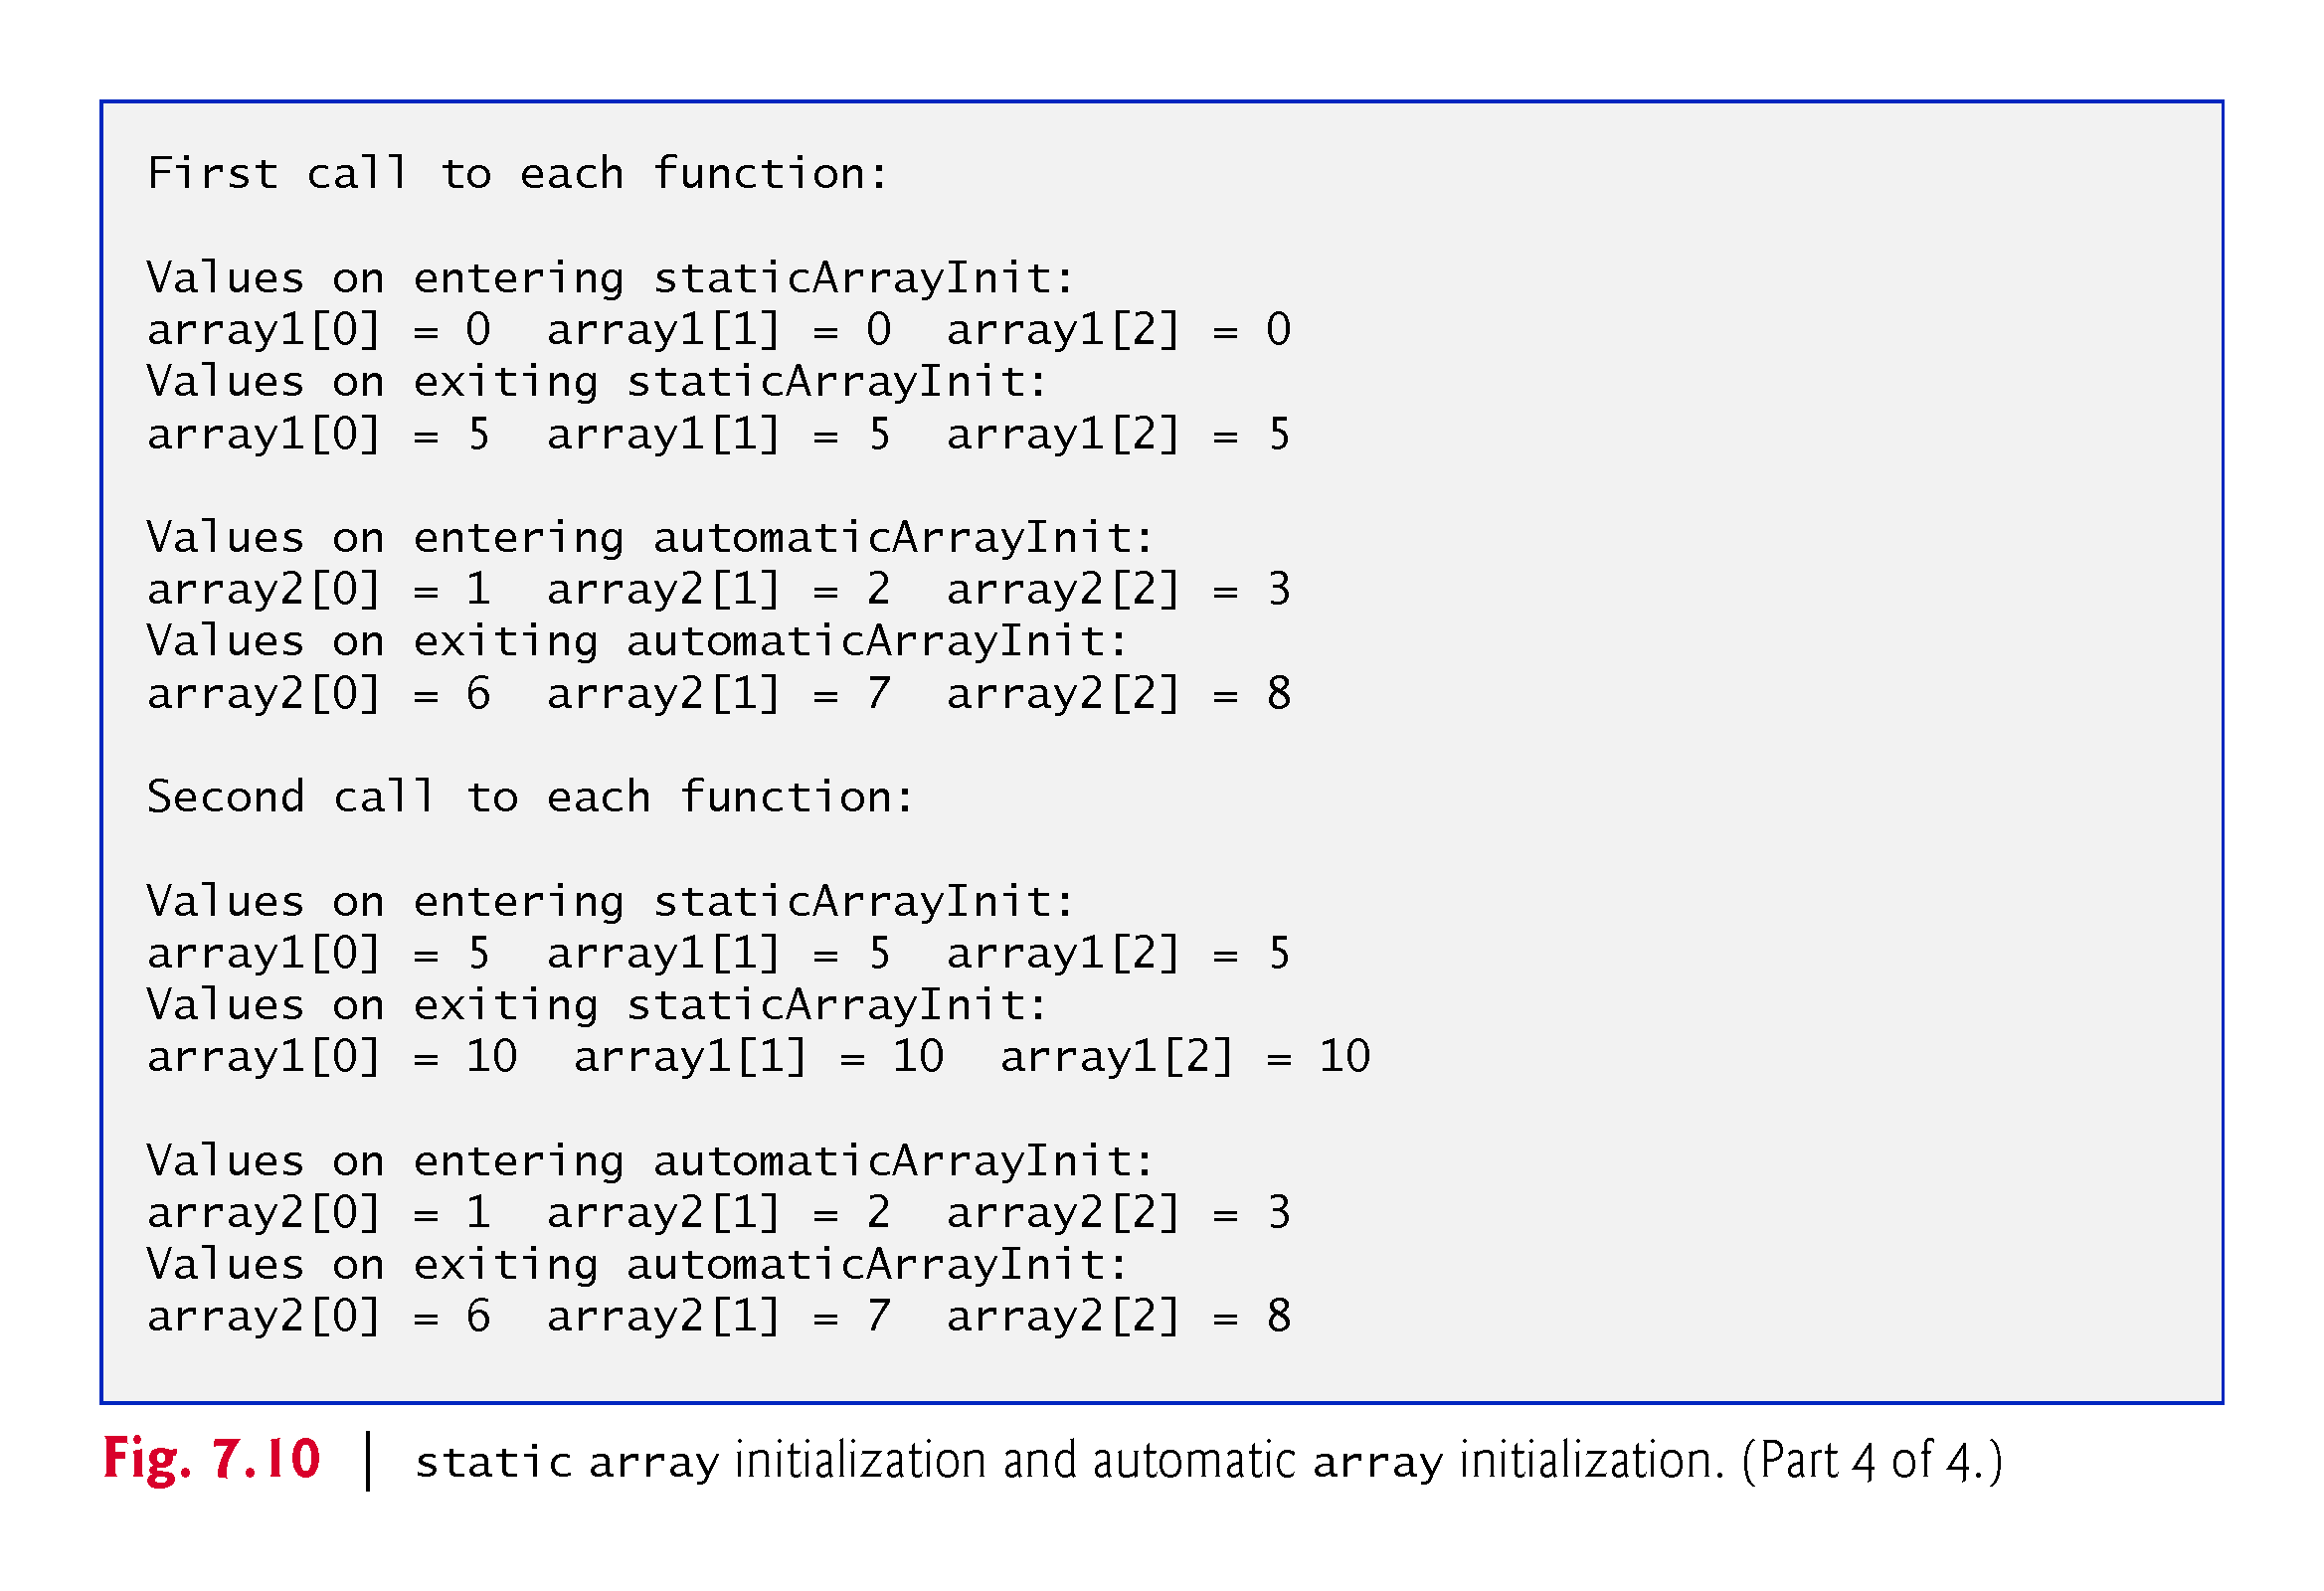 First call to each function:
Values on entering staticArrayInit:
array1[0] = 0  array1[1] = 0  array1[2] = 0
Values on exiting staticArrayInit:
array1[0] = 5  array1[1] = 5  array1[2] = 5
Values on entering automaticArrayInit:
array2[0] = 1  array2[1] = 2  array2[2] = 3
Values on exiting automaticArrayInit:
array2[0] = 6  array2[1] = 7  array2[2] = 8
Second call to each function:
Values on entering staticArrayInit:
array1[0] = 5  array1[1] = 5  array1[2] = 5
Values on exiting staticArrayInit:
array1[0] = 10  array1[1] = 10  array1[2] = 10
Values on entering automaticArrayInit:
array2[0] = 1  array2[1] = 2  array2[2] = 3
Values on exiting automaticArrayInit:
array2[0] = 6  array2[1] = 7  array2[2] = 8
Fig. 7.10 | static array initialization and automatic array initialization. (Part 4 of 4.)